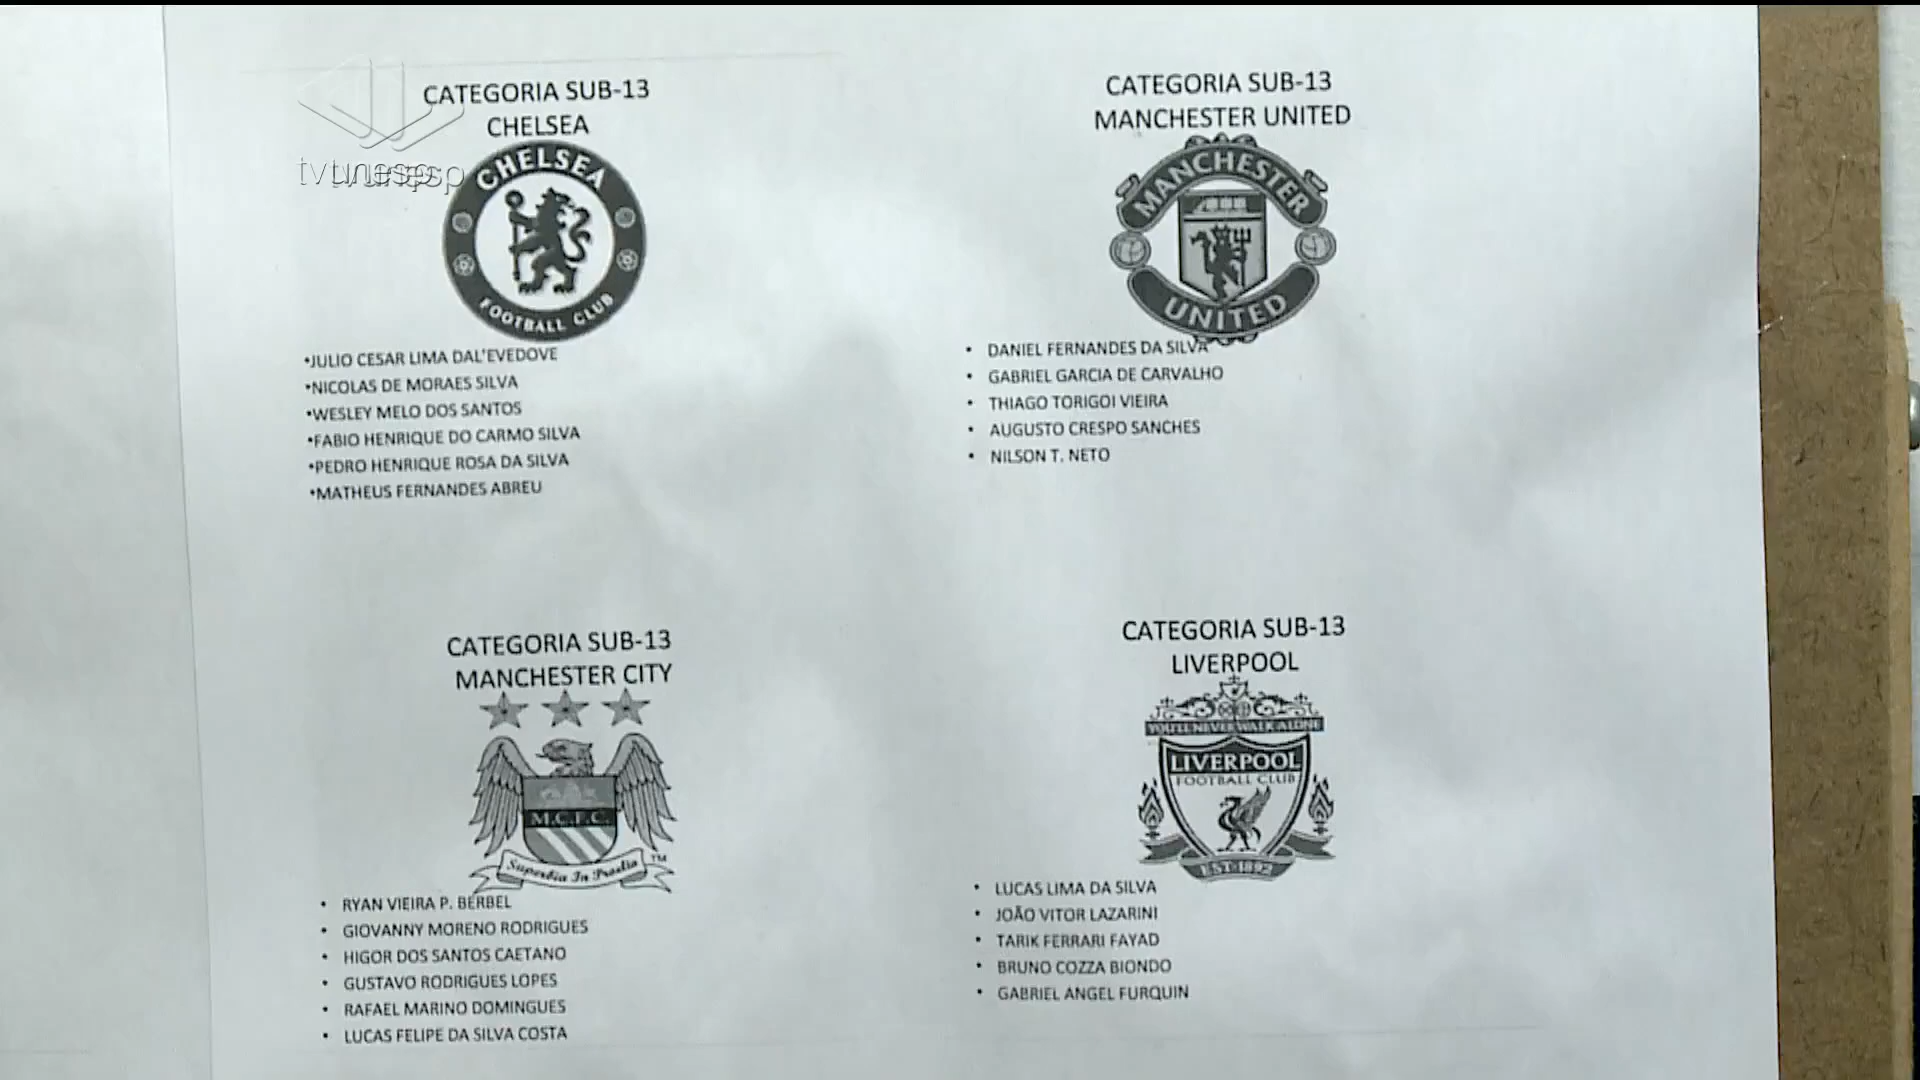 CATEGORIA SUB-13
CHELSEA
tvunesp
CHELSEA
FOOTBALL CLUB
•JULIO CESAR LIMA DAL'EVEDOVE
•NICOLAS DE MORAES SILVA
•WESLEY MELO DOS SANTOS
•FABIO HENRIQUE DO CARMO SILVA
•PEDRO HENRIQUE ROSA DA SILVA
•MATHEUS FERNANDES ABREU
CATEGORIA SUB-13
MANCHESTER UNITED
MANCHESTER
UNITED
• DANIEL FERNANDES DA SILVA
• GABRIEL GARCIA DE CARVALHO
• THIAGO TORIGOI VIEIRA
• AUGUSTO CRESPO SANCHES
• NILSON T. NETO
CATEGORIA SUB-13
MANCHESTER CITY
M.C.F.C.
Superbia In Proelia ™
• RYAN VIEIRA P. BERBEL
• GIOVANNY MORENO RODRIGUES
• HIGOR DOS SANTOS CAETANO
• GUSTAVO RODRIGUES LOPES
• RAFAEL MARINO DOMINGUES
• LUCAS FELIPE DA SILVA COSTA
CATEGORIA SUB-13
LIVERPOOL
YOU'LL NEVER WALK ALONE
LIVERPOOL
FOOTBALL CLUB
EST·1892
• LUCAS LIMA DA SILVA
• JOÃO VITOR LAZARINI
• TARIK FERRARI FAYAD
• BRUNO COZZA BIONDO
• GABRIEL ANGEL FURQUIN